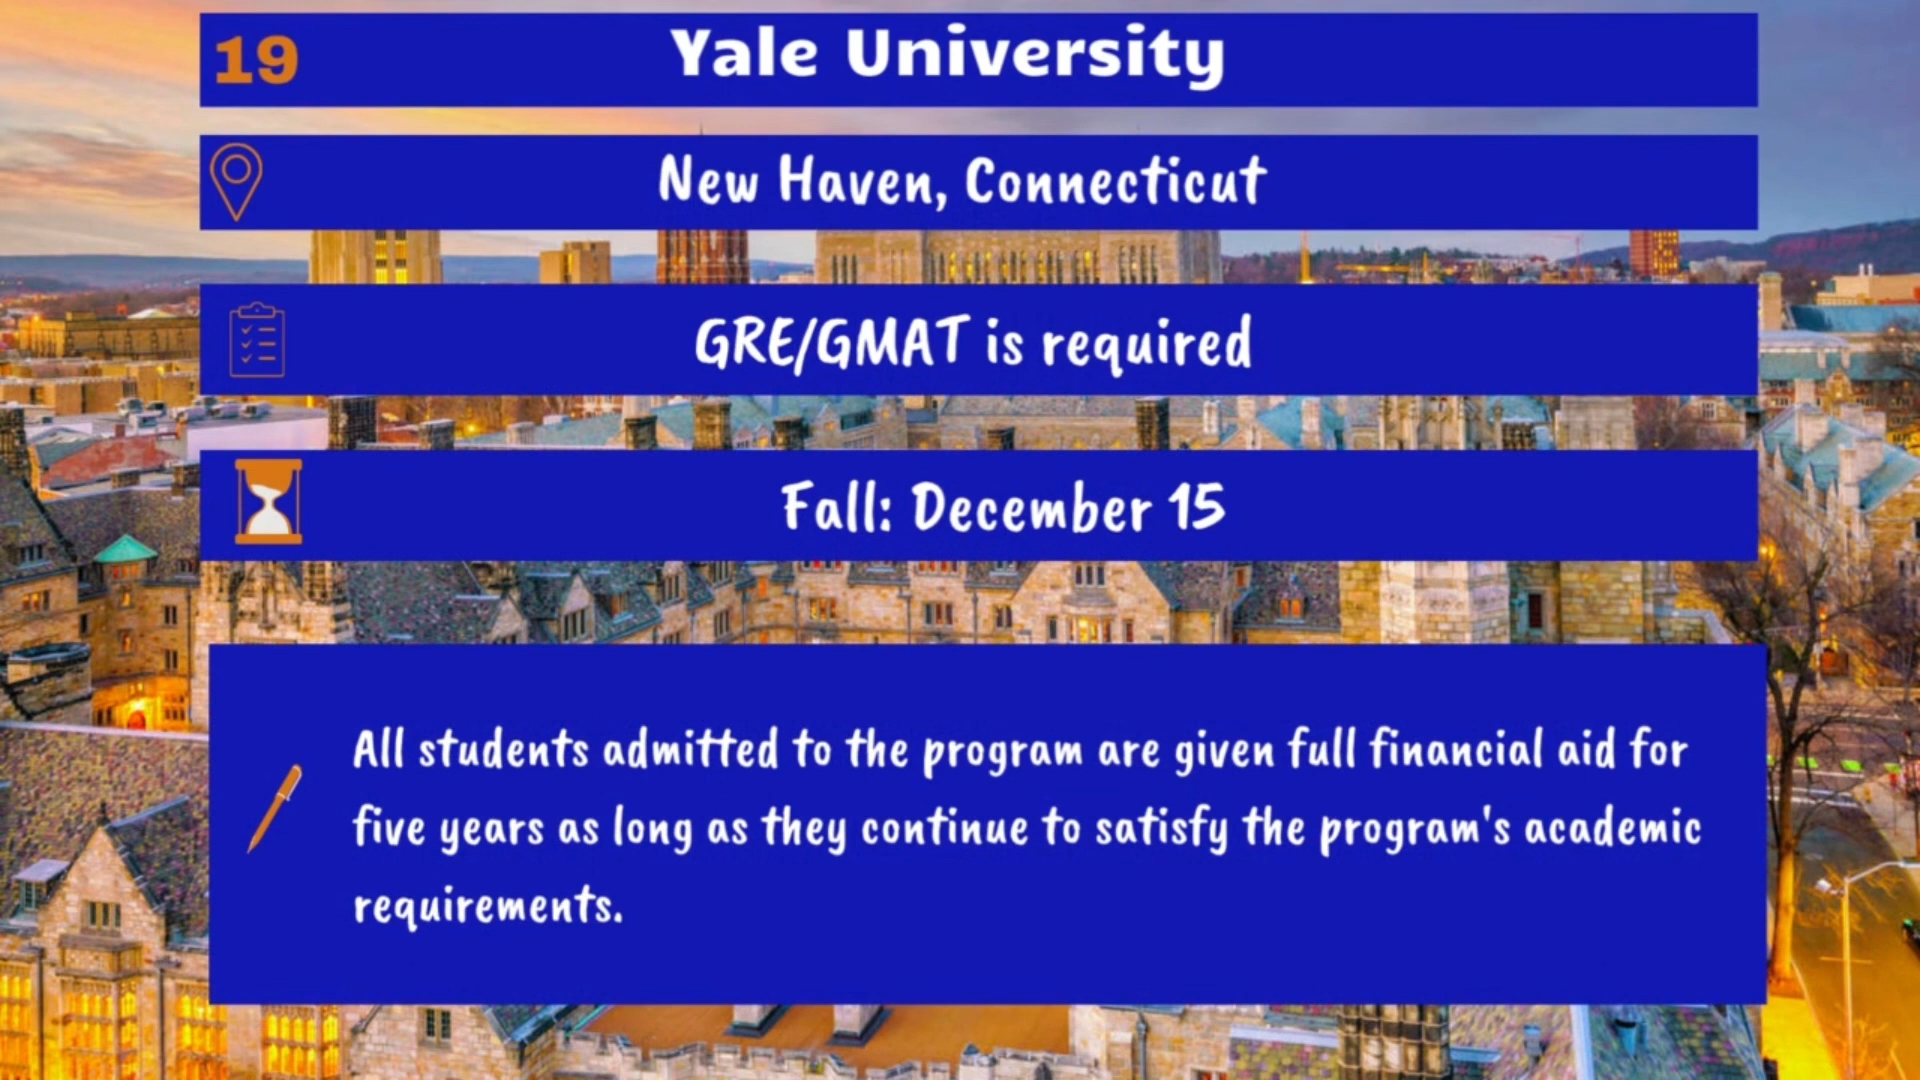 19 Yale University
New Haven, Connecticut
GRE/GMAT is required
Fall: December 15
All students admitted to the program are given full financial aid for
five years as long as they continue to satisfy the program's academic
requirements.